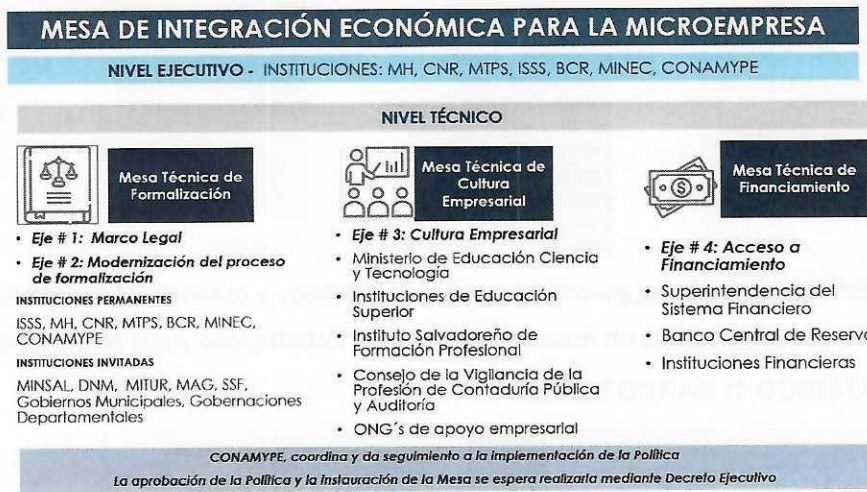 MESA DE INTEGRACIÓN ECONÓMICA PARA LA MICROEMPRESA
NIVEL EJECUTIVO - INSTITUCIONES: MH, CNR, MTPS, ISSS, BCR, MINEC, CONAMYPE
NIVEL TÉCNICO
Mesa Técnica de
Formalización
• Eje # 1: Marco Legal
• Eje # 2: Modernización del proceso
de formalización
INSTITUCIONES PERMANENTES
ISSS, MH, CNR, MTPS, BCR, MINEC,
CONAMYPE
INSTITUCIONES INVITADAS
MINSAL, DNM, MITUR, MAG, SSF,
Gobiernos Municipales, Gobernaciones
Departamentales
Mesa Técnica de
Cultura
Empresarial
• Eje # 3: Cultura Empresarial
• Ministerio de Educación Ciencia
y Tecnología
• Instituciones de Educación
Superior
• Instituto Salvadoreño de
Formación Profesional
• Consejo de la Vigilancia de la
Profesión de Contaduría Pública
y Auditoría
• ONG´s de apoyo empresarial
Mesa Técnica de
Financiamiento
• Eje # 4: Acceso a
Financiamiento
• Superintendencia del
Sistema Financiero
• Banco Central de Reserva
• Instituciones Financieras
CONAMYPE, coordina y da seguimiento a la implementación de la Política
La aprobación de la Política y la instauración de la Mesa se espera realizarla mediante Decreto Ejecutivo